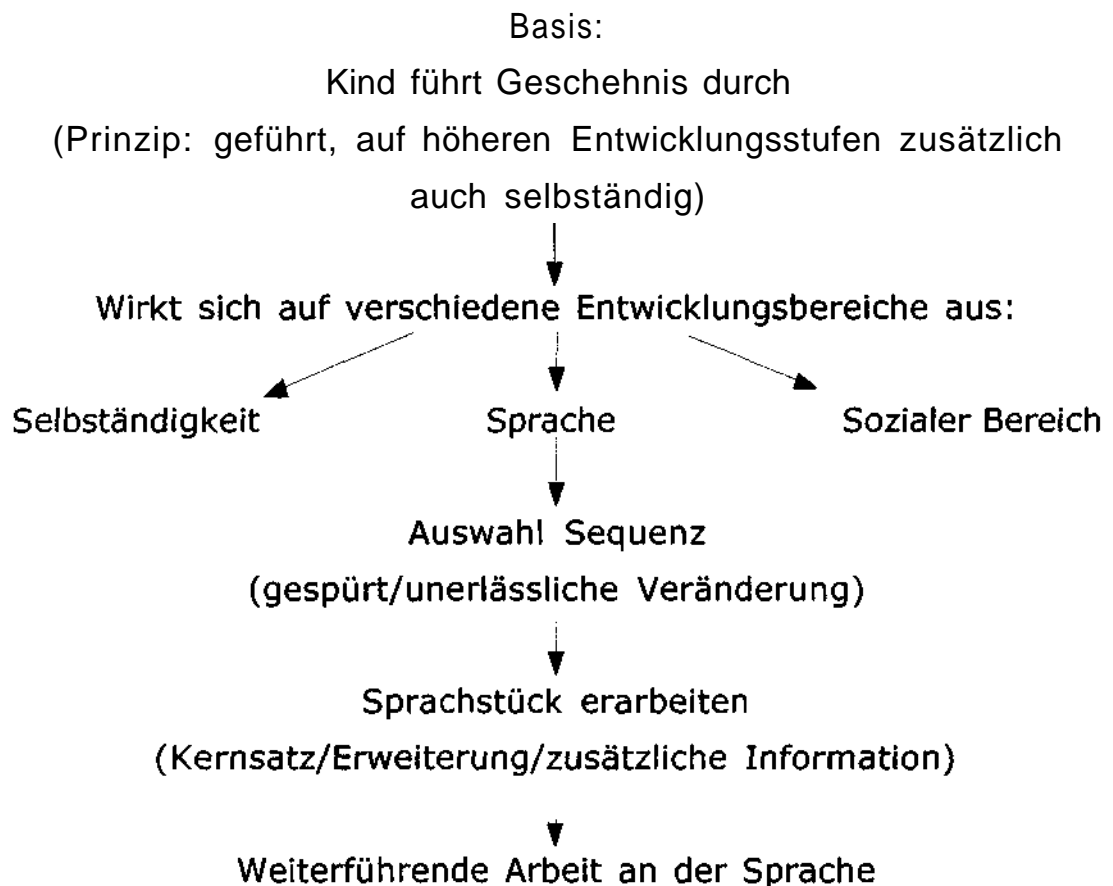 Basis:
Kind führt Geschehnis durch
(Prinzip: geführt, auf höheren Entwicklungsstufen zusätzlich
auch selbständig)
Wirkt sich auf verschiedene Entwicklungsbereiche aus:
Selbständigkeit Sprache Sozialer Bereich
Auswahl Sequenz
(gespürt/unerlässliche Veränderung)
Sprachstück erarbeiten
(Kernsatz/Erweiterung/zusätzliche Information)
Weiterführende Arbeit an der Sprache